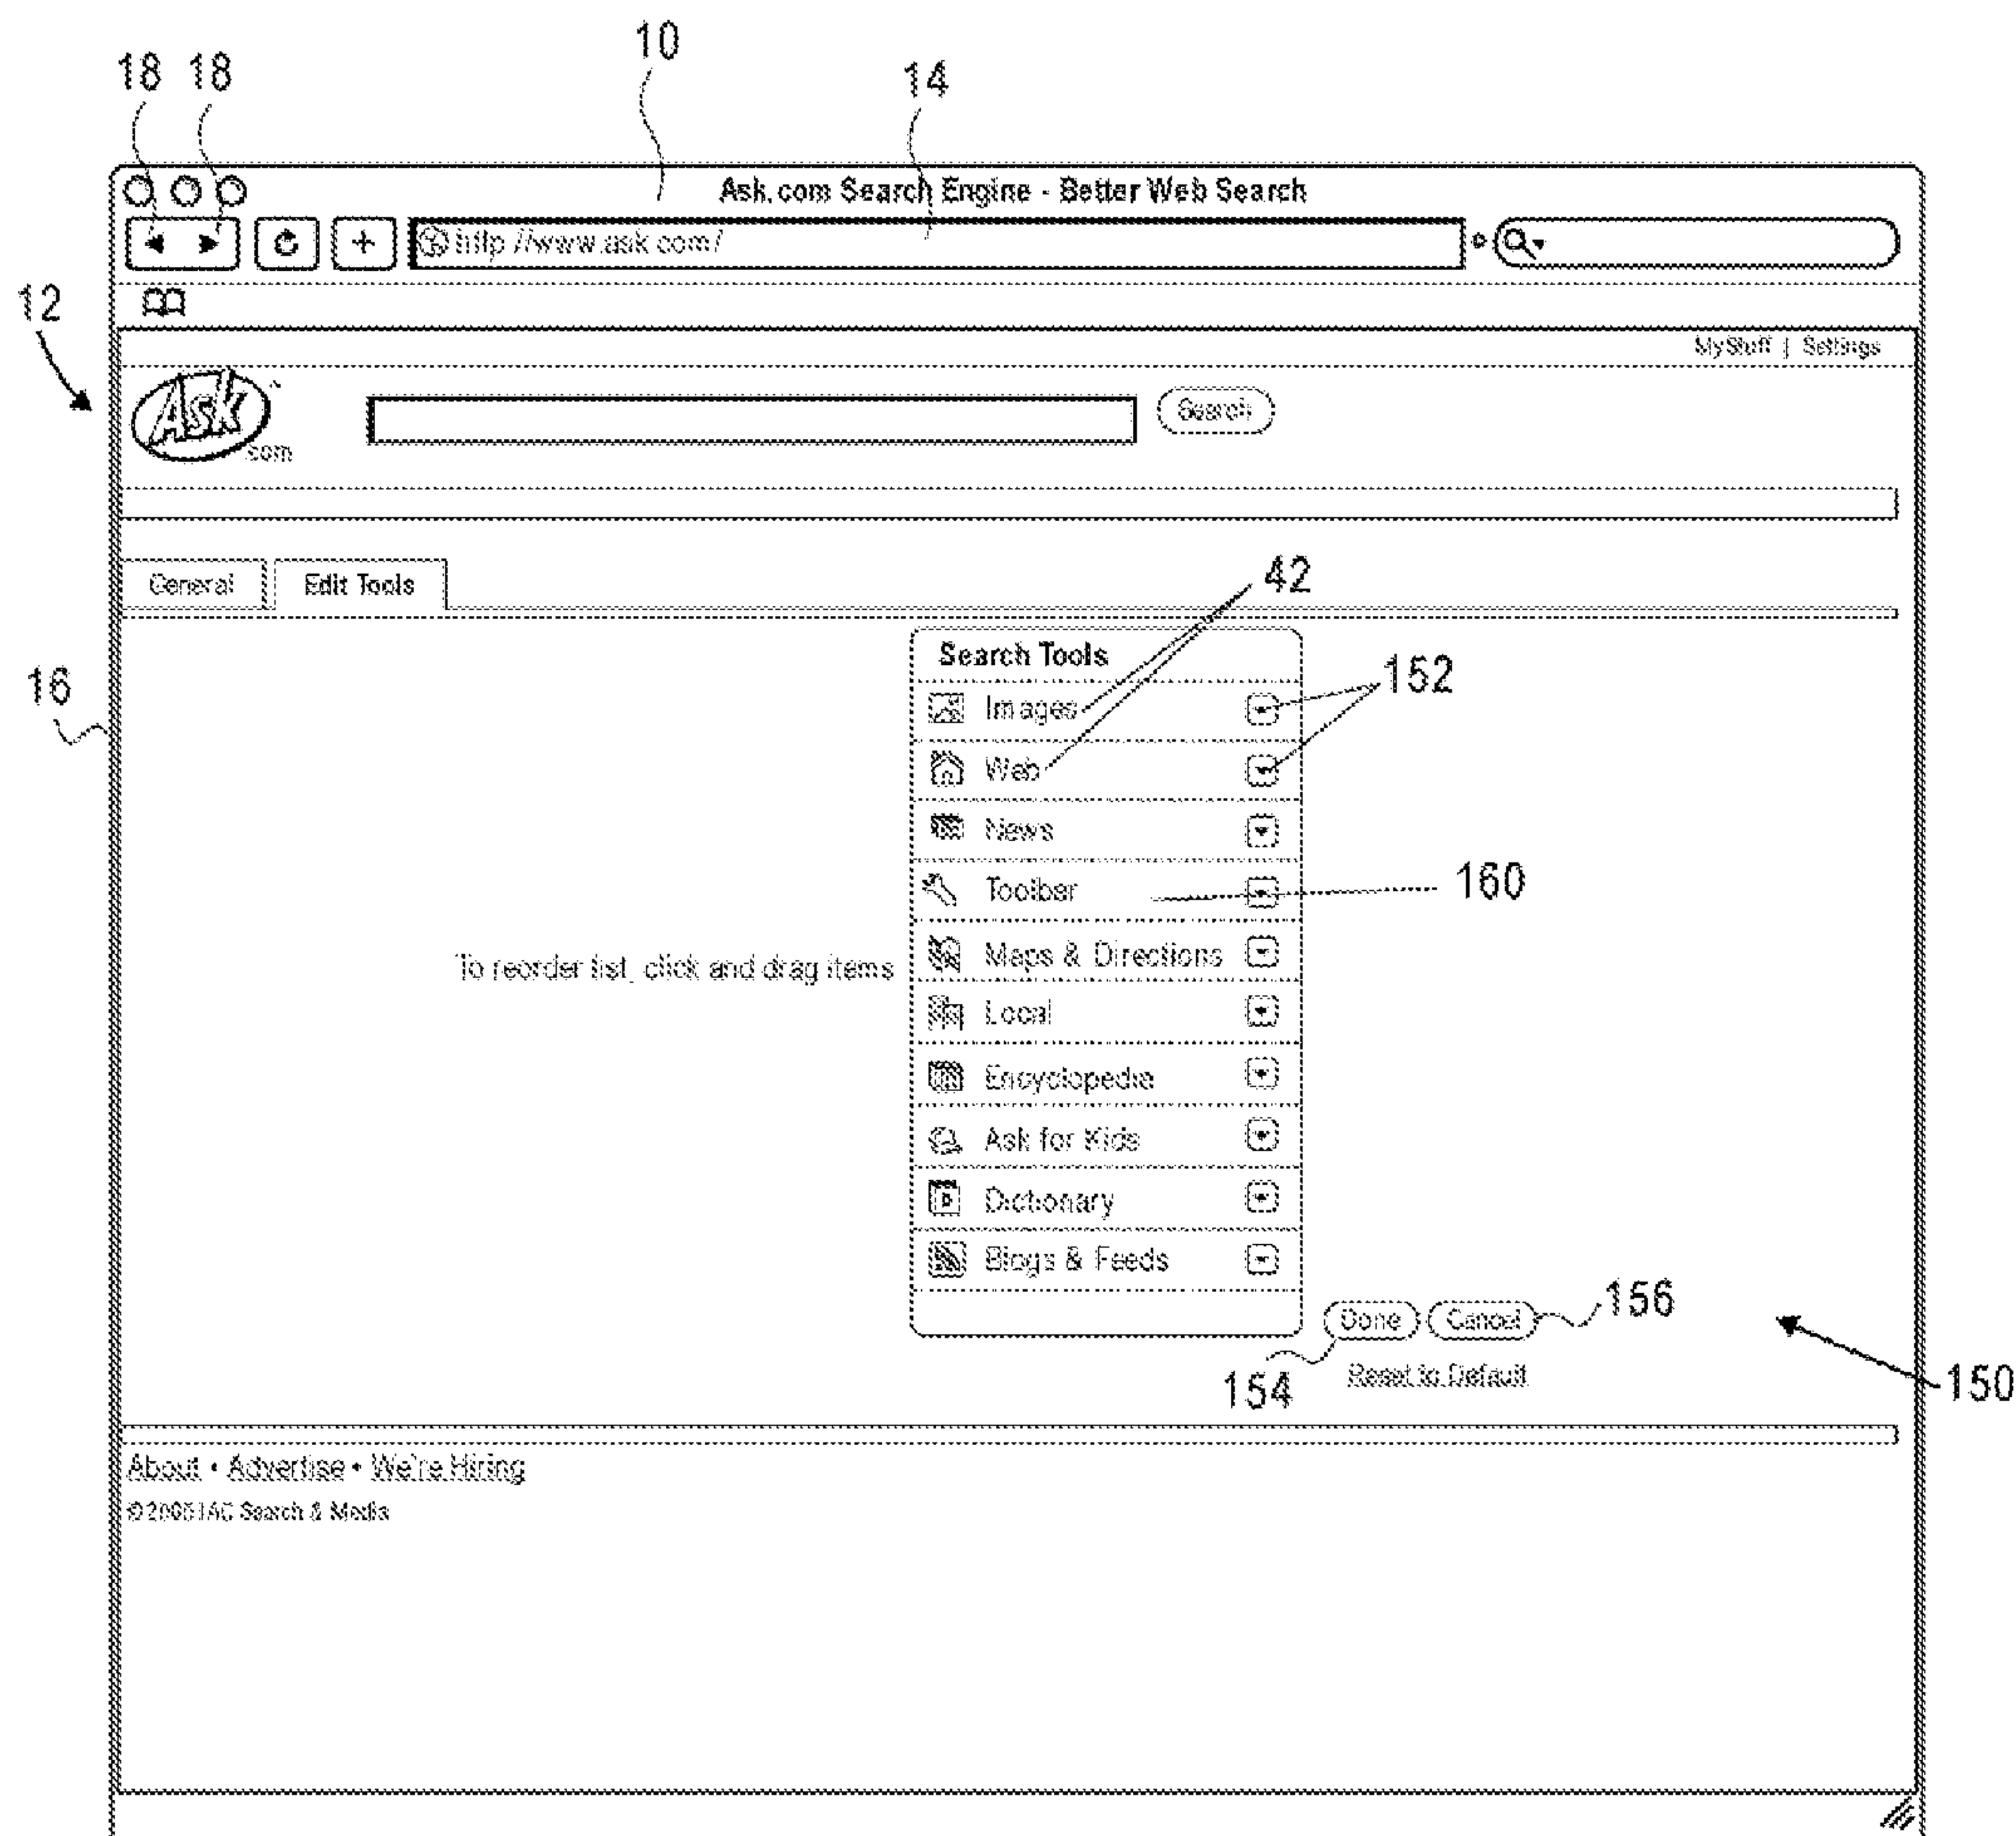 10
18 18
14
Ask.com Search Engine - Better Web Search
http://www.ask.com/
12
MyStuff | Settings
Ask
.com
Search
General
Edit Tools
42
Search Tools
152
16
Images
Web
News
Toolbar
160
To reorder list, click and drag items
Maps & Directions
Local
Encyclopedia
Ask for Kids
Dictionary
Blogs & Feeds
Done
Cancel
156
154
Reset to Default
150
About • Advertise • We're Hiring
IAC Search & Media